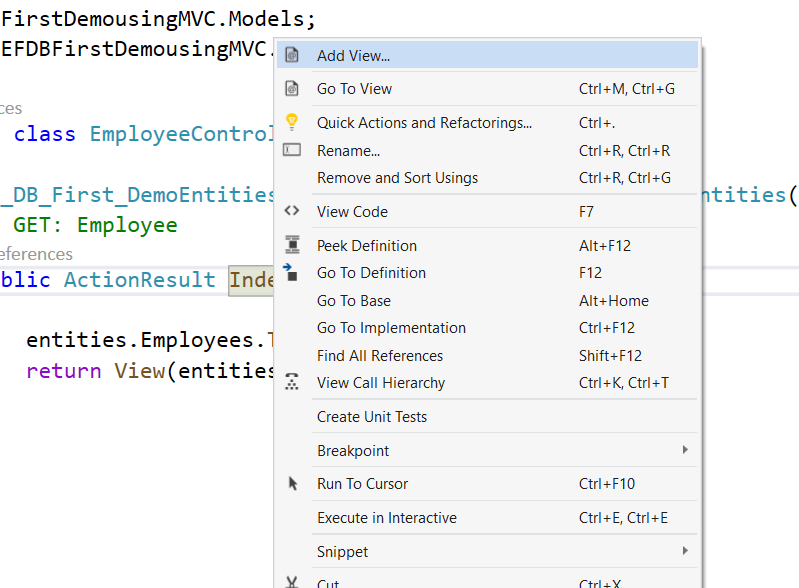 FirstDemousingMVC.Models;
EFDBFirstDemousingMVC.
ces
class EmployeeControl
_DB_First_DemoEntities ntities(
GET: Employee
eferences
blic ActionResult Inde
entities.Employees.T
return View(entities
Add View...
Go To View Ctrl+M, Ctrl+G
Quick Actions and Refactorings... Ctrl+.
Rename... Ctrl+R, Ctrl+R
Remove and Sort Usings Ctrl+R, Ctrl+G
View Code F7
Peek Definition Alt+F12
Go To Definition F12
Go To Base Alt+Home
Go To Implementation Ctrl+F12
Find All References Shift+F12
View Call Hierarchy Ctrl+K, Ctrl+T
Create Unit Tests
Breakpoint
Run To Cursor Ctrl+F10
Execute in Interactive Ctrl+E, Ctrl+E
Snippet
Cut Ctrl+X